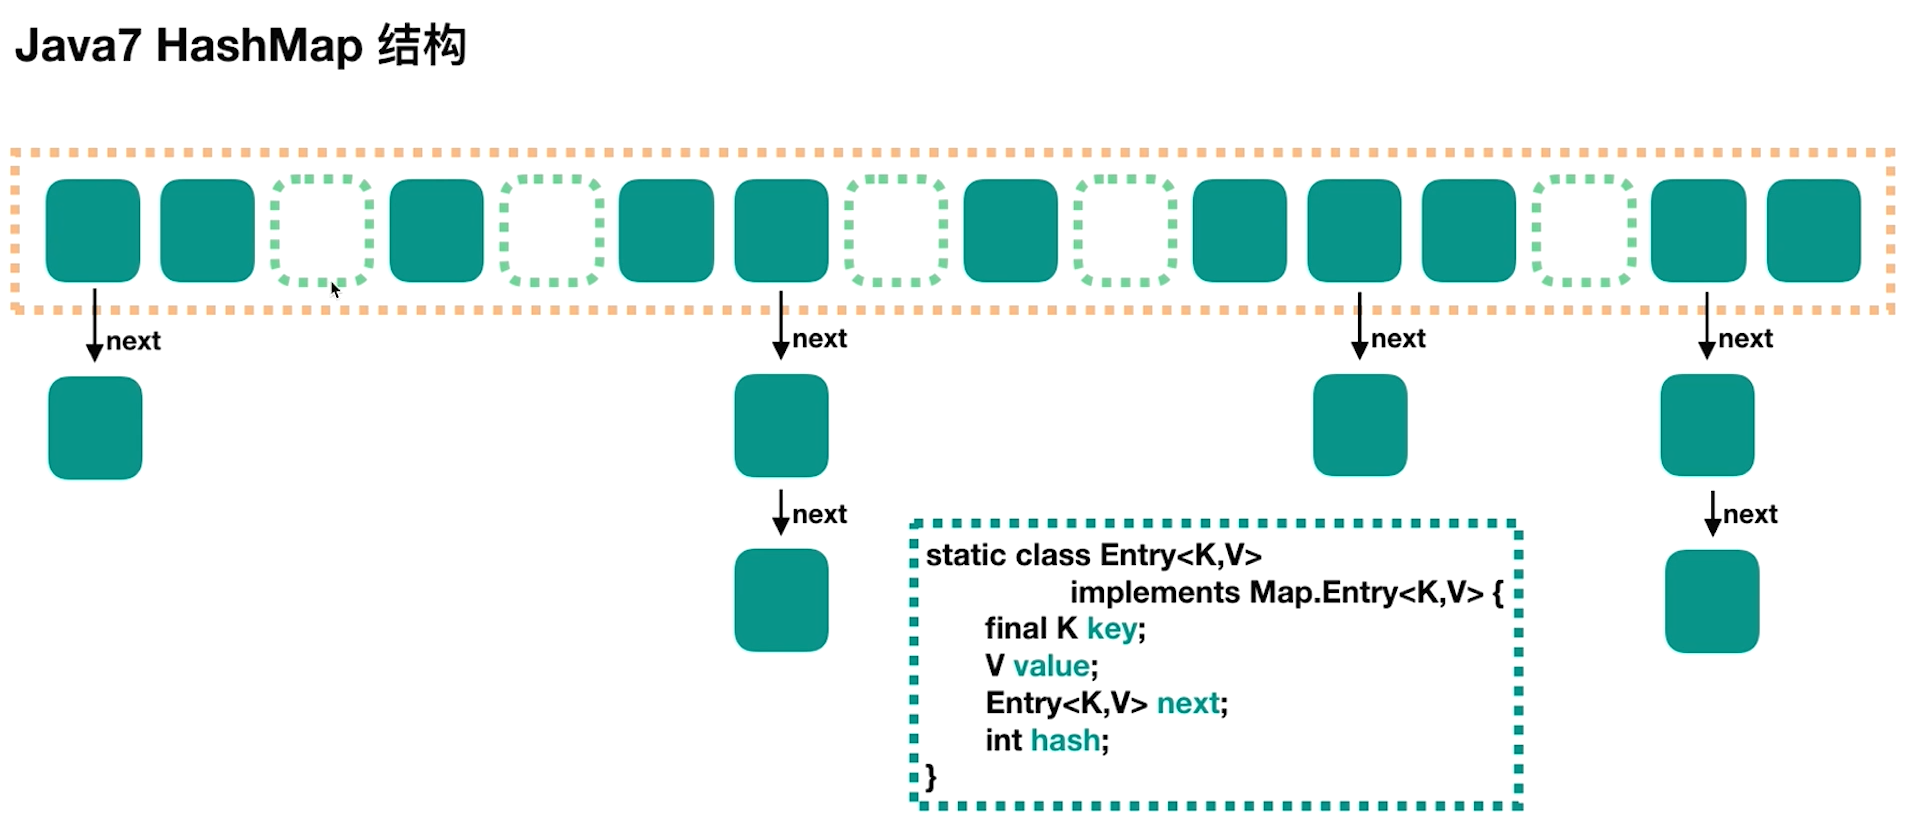 Java7 HashMap 结构
next
next
next
next
next
next
static class Entry<K,V>
implements Map.Entry<K,V> {
final K key;
V value;
Entry<K,V> next;
int hash;
}